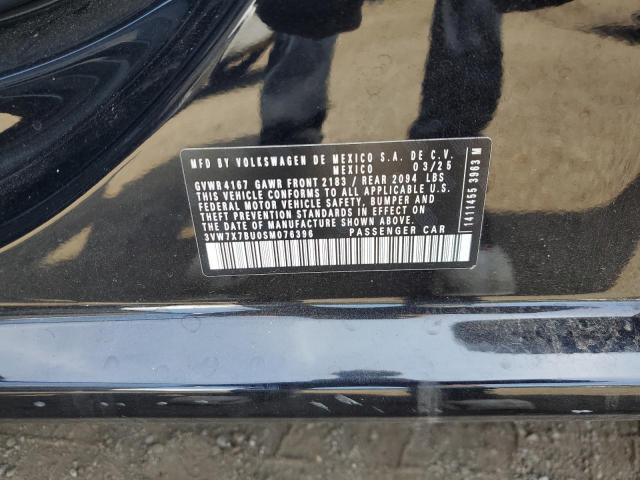 MFD BY VOLKSWAGEN DE MEXICO S.A. DE C.V.
MEXICO 03/25
GVWR 4167 GAWR FRONT 2183 / REAR 2094 LBS
THIS VEHICLE CONFORMS TO ALL APPLICABLE U.S.
FEDERAL MOTOR VEHICLE SAFETY, BUMPER AND
THEFT PREVENTION STANDARDS IN EFFECT ON
THE DATE OF MANUFACTURE SHOWN ABOVE.
3VW7X7BU0SM076396 PASSENGER CAR
1411455 3963 M